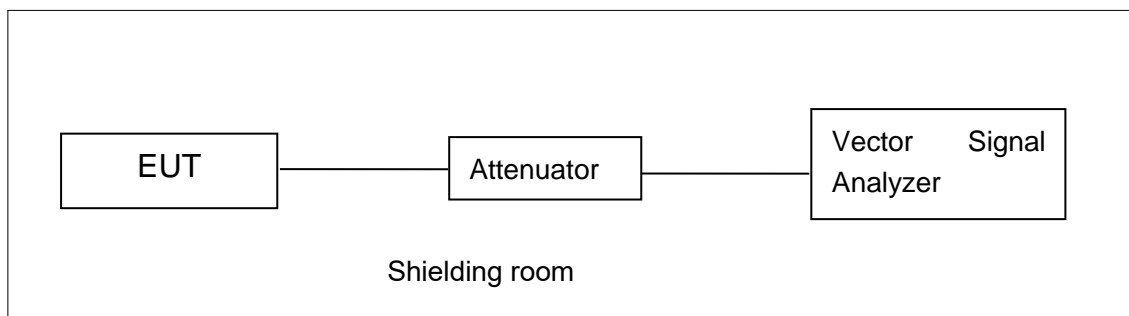 EUT
Attenuator
Vector Signal
Analyzer
Shielding room